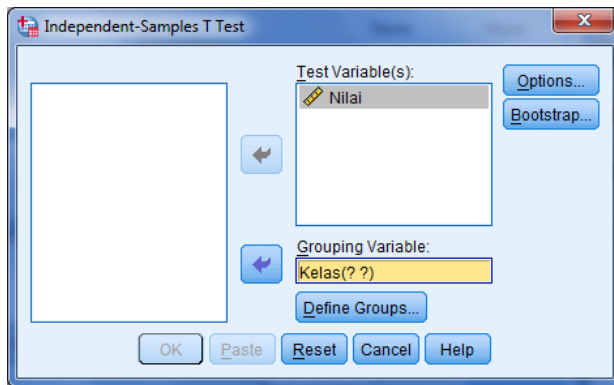 Independent-Samples T Test
Test Variable(s):
Nilai
Options...
Bootstrap...
Grouping Variable:
Kelas(? ?)
Define Groups...
OK Paste Reset Cancel Help